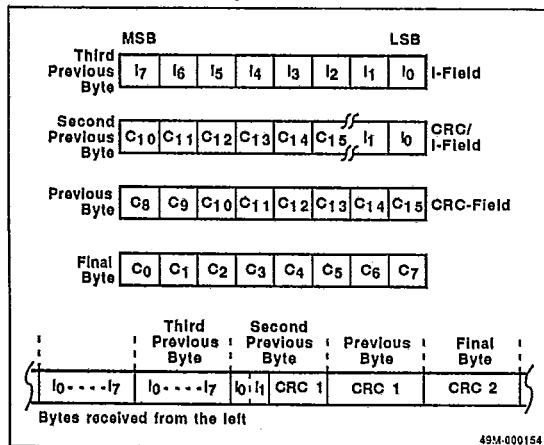 MSB LSB
Third Previous Byte I7 I6 I5 I4 I3 I2 I1 I0 I-Field
Second Previous Byte C10 C11 C12 C13 C14 C15 I1 I0 CRC/ I-Field
Previous Byte C8 C9 C10 C11 C12 C13 C14 C15 CRC-Field
Final Byte C0 C1 C2 C3 C4 C5 C6 C7
Third Previous Byte Second Previous Byte Previous Byte Final Byte
I0 - - - - I7 I0 - - - - I7 I0 I1 CRC 1 CRC 1 CRC 2
Bytes received from the left
49M-000154